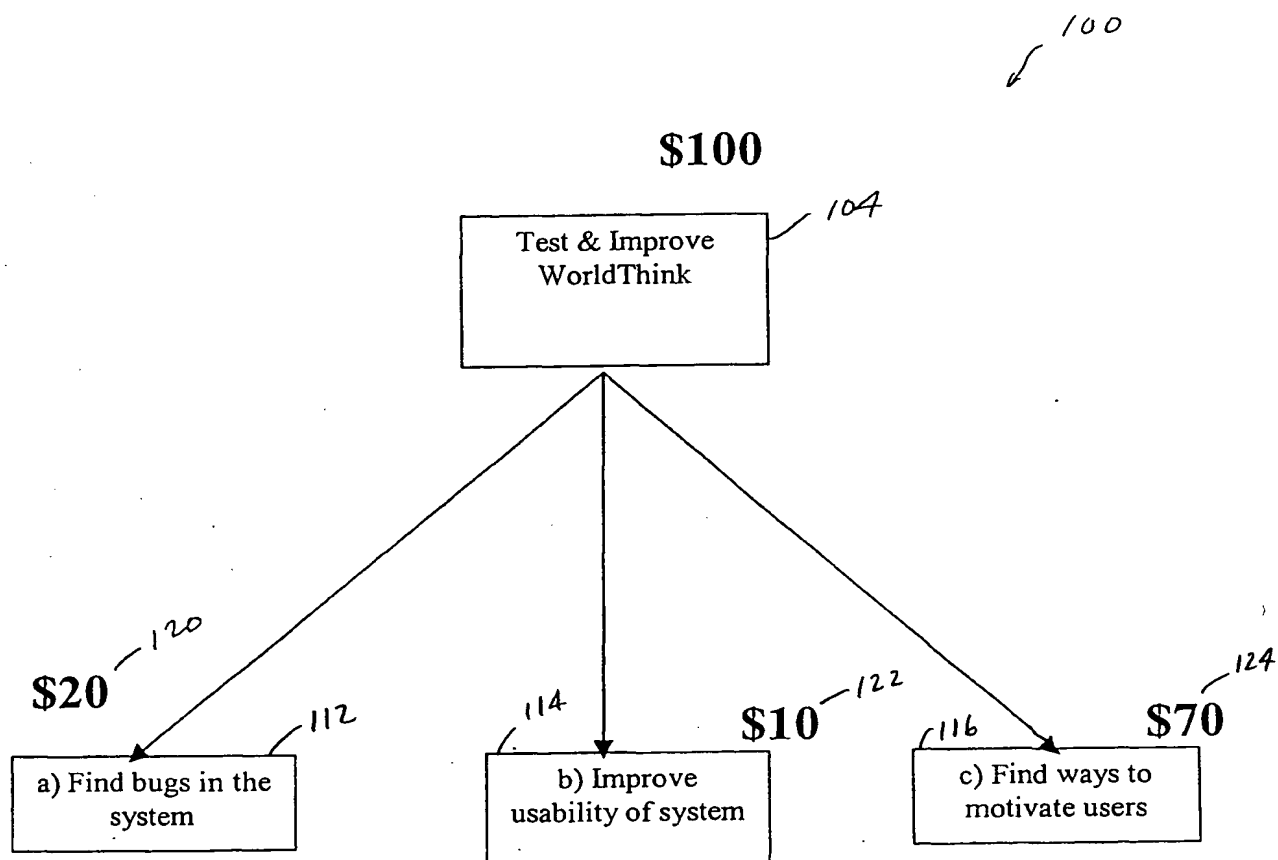 100
$100
104
Test & Improve
WorldThink
120
$20
112
a) Find bugs in the
system
114
$10
122
b) Improve
usability of system
124
$70
116
c) Find ways to
motivate users